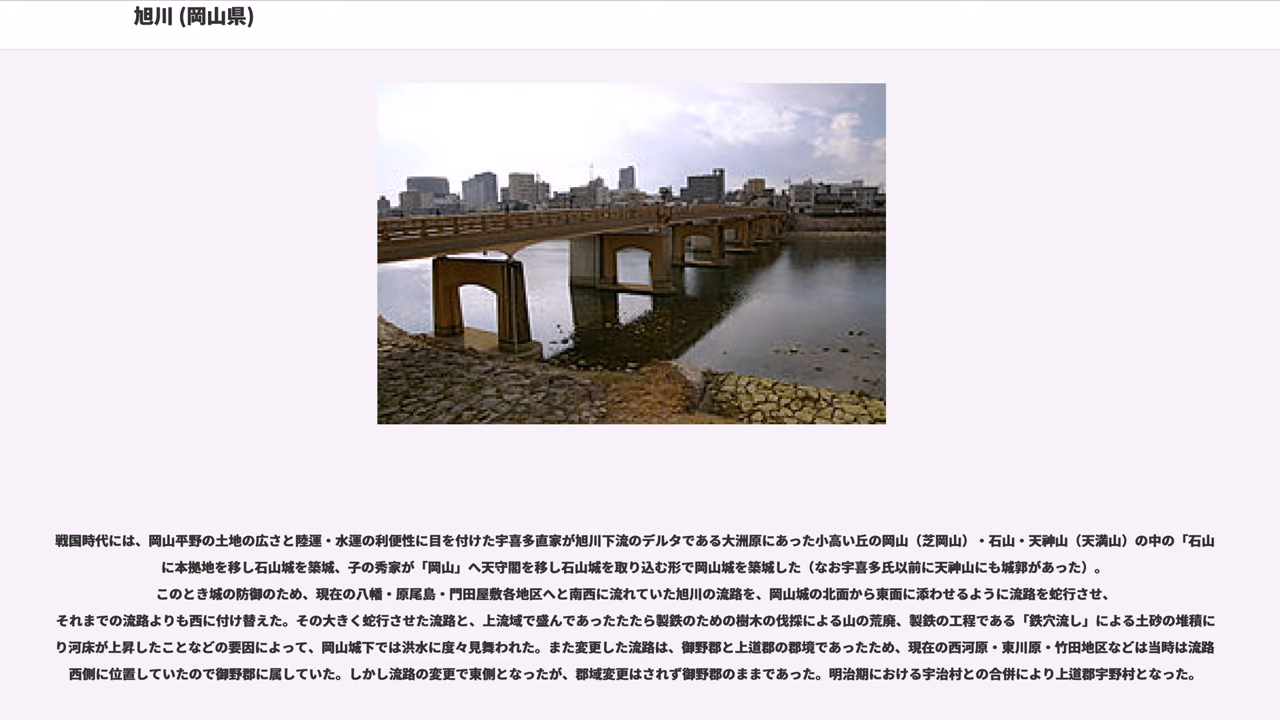 旭川 (岡山県)
戦国時代には、岡山平野の土地の広さと陸運・水運の利便性に目を付けた宇喜多直家が旭川下流のデルタである大洲原にあった小高い丘の岡山（芝岡山）・石山・天神山（天満山）の中の「石山
に本拠地を移し石山城を築城、子の秀家が「岡山」へ天守閣を移し石山城を取り込む形で岡山城を築城した（なお宇喜多氏以前に天神山にも城郭があった）。
このとき城の防御のため、現在の八幡・原尾島・門田屋敷各地区へと南西に流れていた旭川の流路を、岡山城の北面から東面に添わせるように流路を蛇行させ、
それまでの流路よりも西に付け替えた。その大きく蛇行させた流路と、上流域で盛んであったたたら製鉄のための樹木の伐採による山の荒廃、製鉄の工程である「鉄穴流し」による土砂の堆積に
り河床が上昇したことなどの要因によって、岡山城下では洪水に度々見舞われた。また変更した流路は、御野郡と上道郡の郡境であったため、現在の西河原・東川原・竹田地区などは当時は流路
西側に位置していたので御野郡に属していた。しかし流路の変更で東側となったが、郡域変更はされず御野郡のままであった。明治期における宇治村との合併により上道郡宇野村となった。